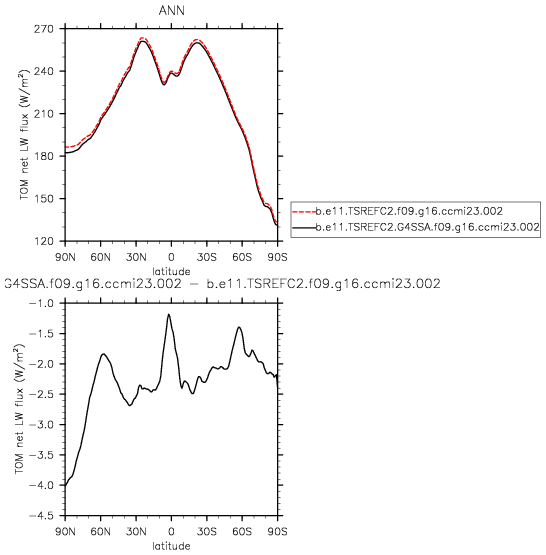 ANN
270
240
210
180
150
120
TOM net LW flux (W/m²)
90N 60N 30N 0 30S 60S 90S
latitude
b.e11.TSREFC2.f09.g16.ccmi23.002
b.e11.TSREFC2.G4SSA.f09.g16.ccmi23.002
G4SSA.f09.g16.ccmi23.002 − b.e11.TSREFC2.f09.g16.ccmi23.002
−1.0
−1.5
−2.0
−2.5
−3.0
−3.5
−4.0
−4.5
TOM net LW flux (W/m²)
90N 60N 30N 0 30S 60S 90S
latitude